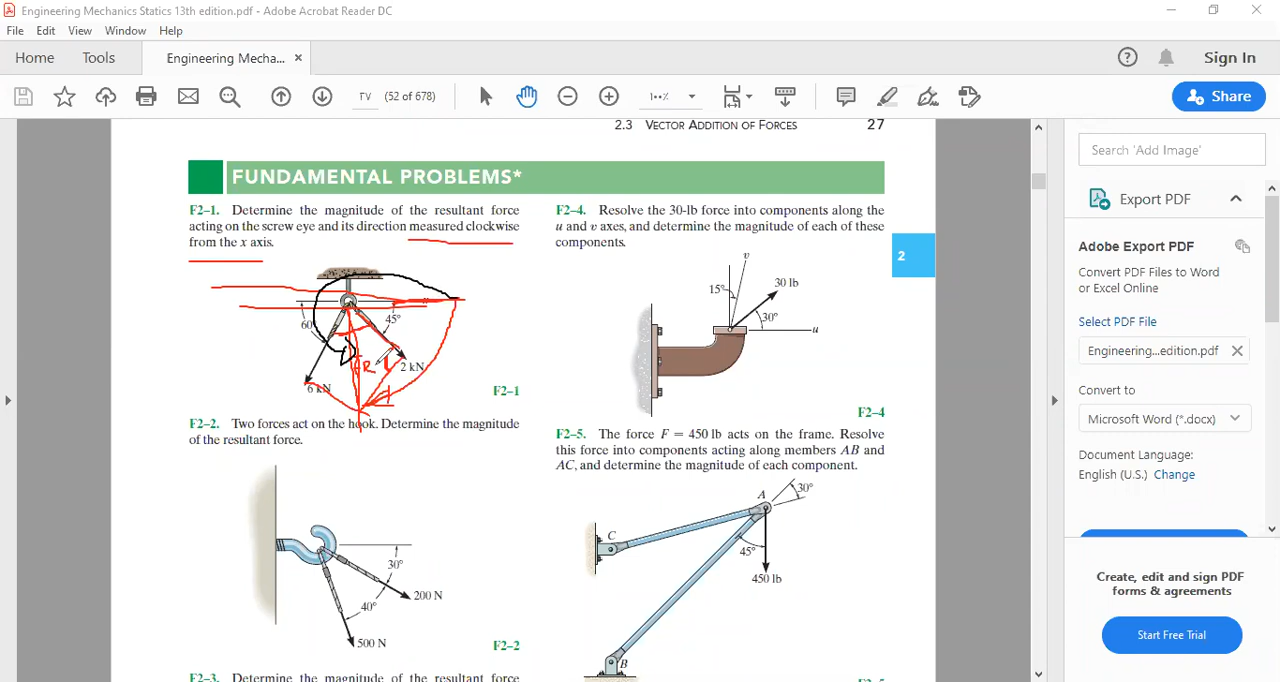 Engineering Mechanics Statics 13th edition.pdf - Adobe Acrobat Reader DC
File Edit View Window Help
Home Tools Engineering Mecha... × Sign In
(52 of 678) Share
2.3 VECTOR ADDITION OF FORCES 27
FUNDAMENTAL PROBLEMS*
F2–1. Determine the magnitude of the resultant force
acting on the screw eye and its direction measured clockwise
from the x axis.
60°
45°
R
2 kN
6 kN
F2–1
F2–2. Two forces act on the hook. Determine the magnitude
of the resultant force.
30°
200 N
40°
500 N
F2–2
F2–3. Determine the magnitude of the resultant force
F2–4. Resolve the 30-lb force into components along the
u and v axes, and determine the magnitude of each of these
components.
2
v
15°
30 lb
30°
u
F2–4
F2–5. The force F = 450 lb acts on the frame. Resolve
this force into components acting along members AB and
AC, and determine the magnitude of each component.
A
30°
C
45°
450 lb
B
F2–5
Search 'Add Image'
Export PDF
Adobe Export PDF
Convert PDF Files to Word
or Excel Online
Select PDF File
Engineering...edition.pdf
Convert to
Microsoft Word (*.docx)
Document Language:
English (U.S.) Change
Create, edit and sign PDF
forms & agreements
Start Free Trial